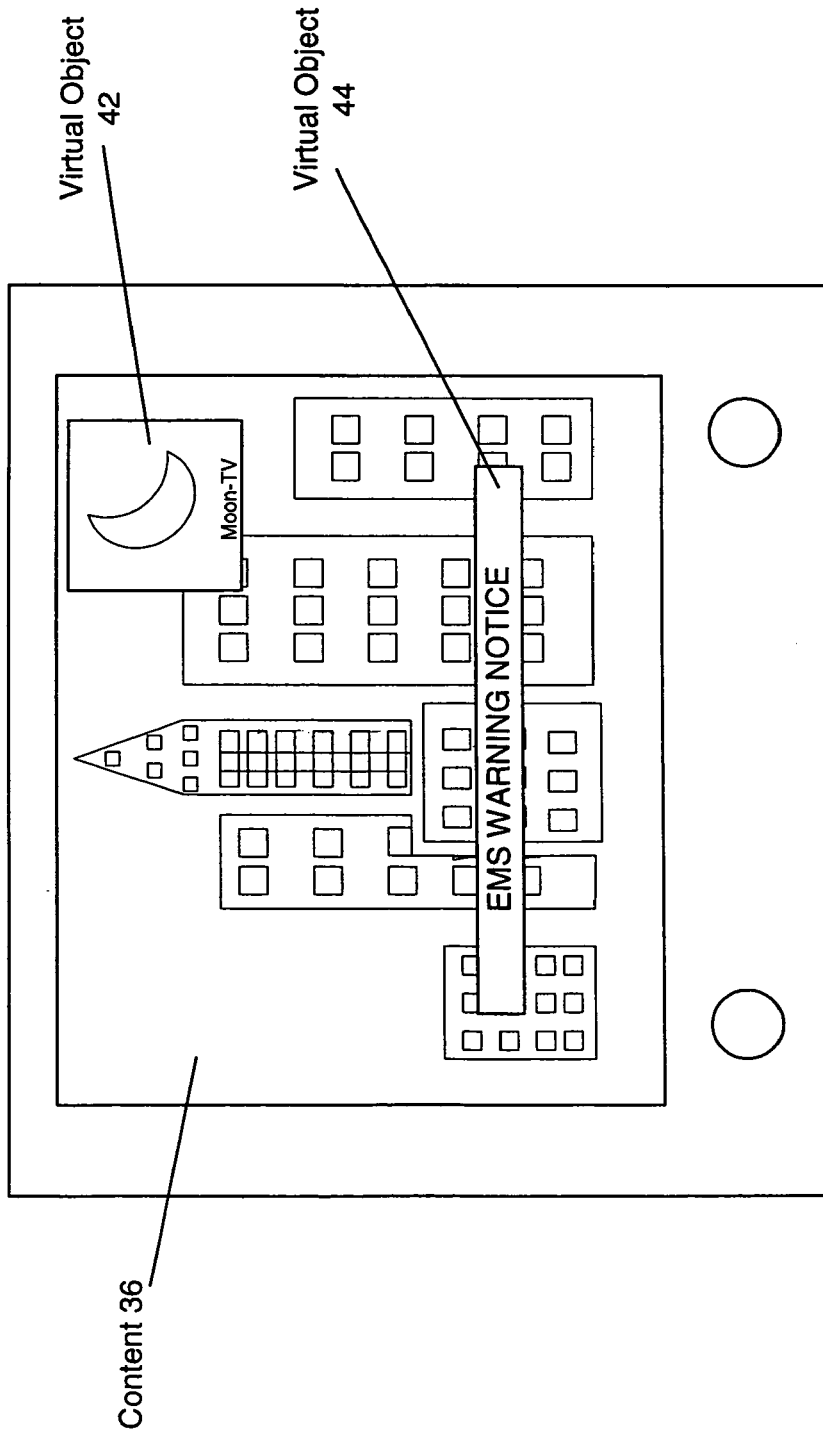 Virtual Object
42
Virtual Object
44
Moon-TV
EMS WARNING NOTICE
Content 36